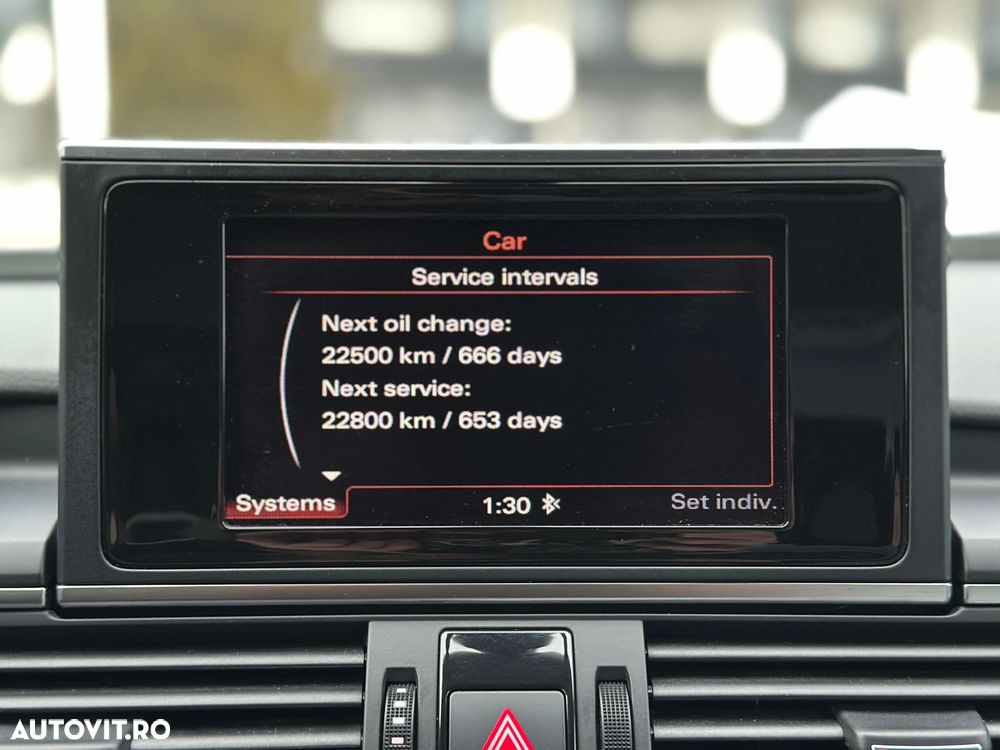 Car
Service intervals
Next oil change:
22500 km / 666 days
Next service:
22800 km / 653 days
Systems
1:30
Set indiv.
AUTOVIT.RO